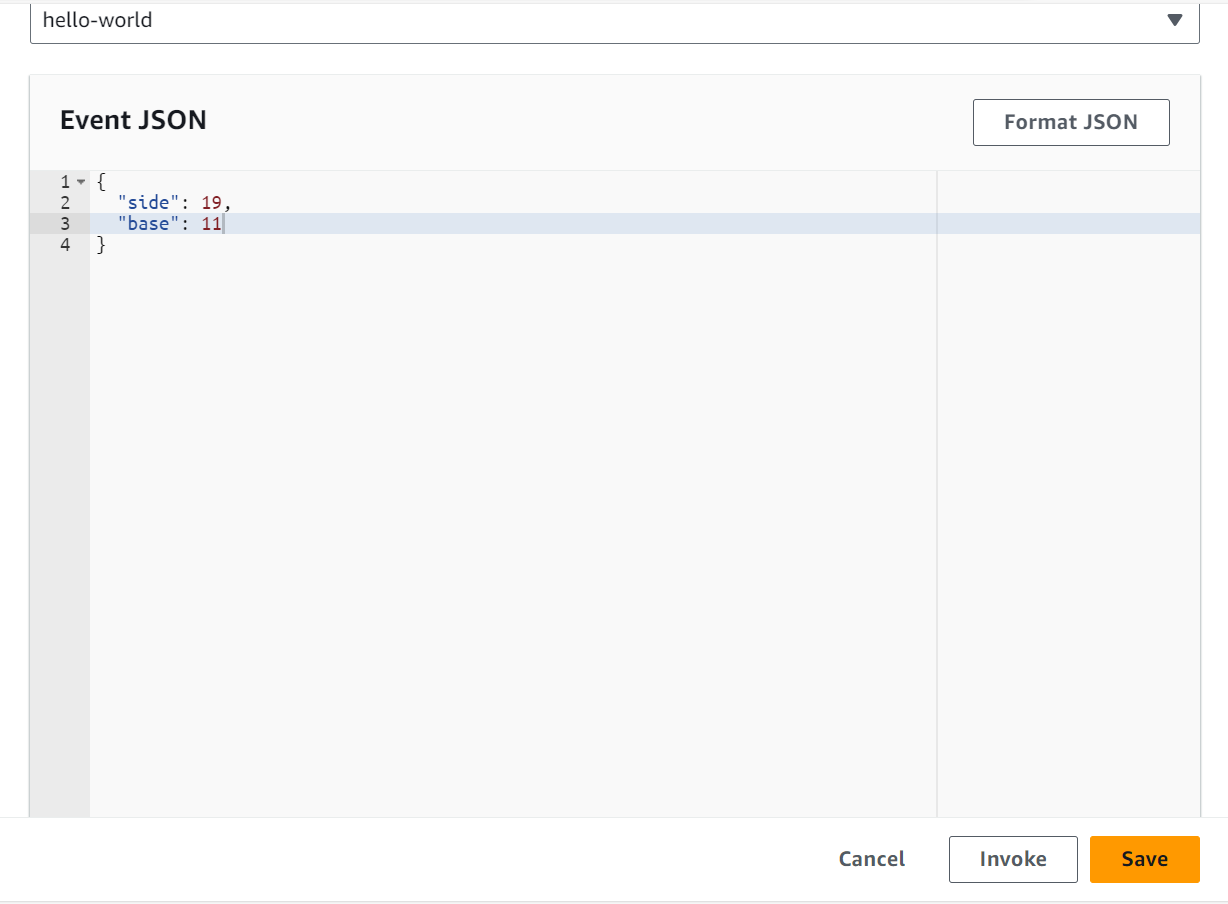 hello-world
Event JSON
Format JSON
1 {
2   "side": 19,
3   "base": 11
4 }
Cancel
Invoke
Save